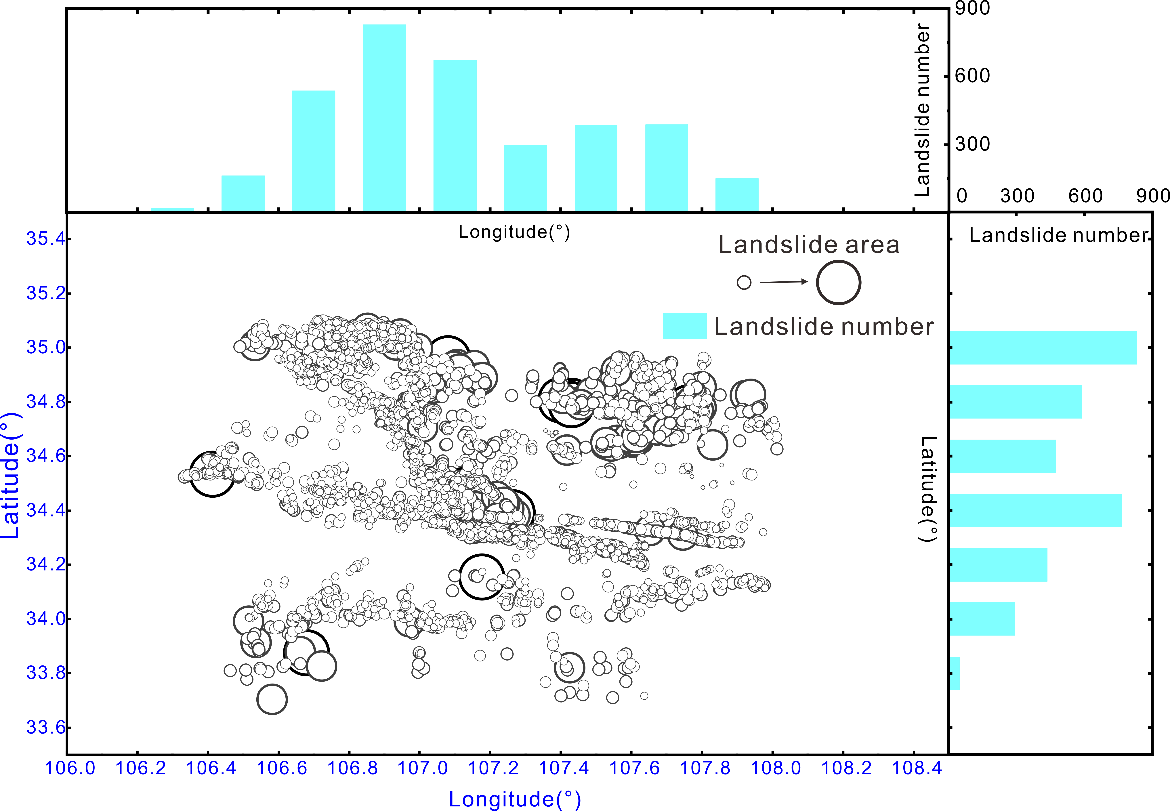 900
Landslide number
600
300
0 300 600 900
Longitude(°)
Landslide number
Landslide area
Landslide number
35.4
35.2
35.0
34.8
34.6
34.4
34.2
34.0
33.8
33.6
Latitude(°)
Latitude(°)
106.0 106.2 106.4 106.6 106.8 107.0 107.2 107.4 107.6 107.8 108.0 108.2 108.4
Longitude(°)